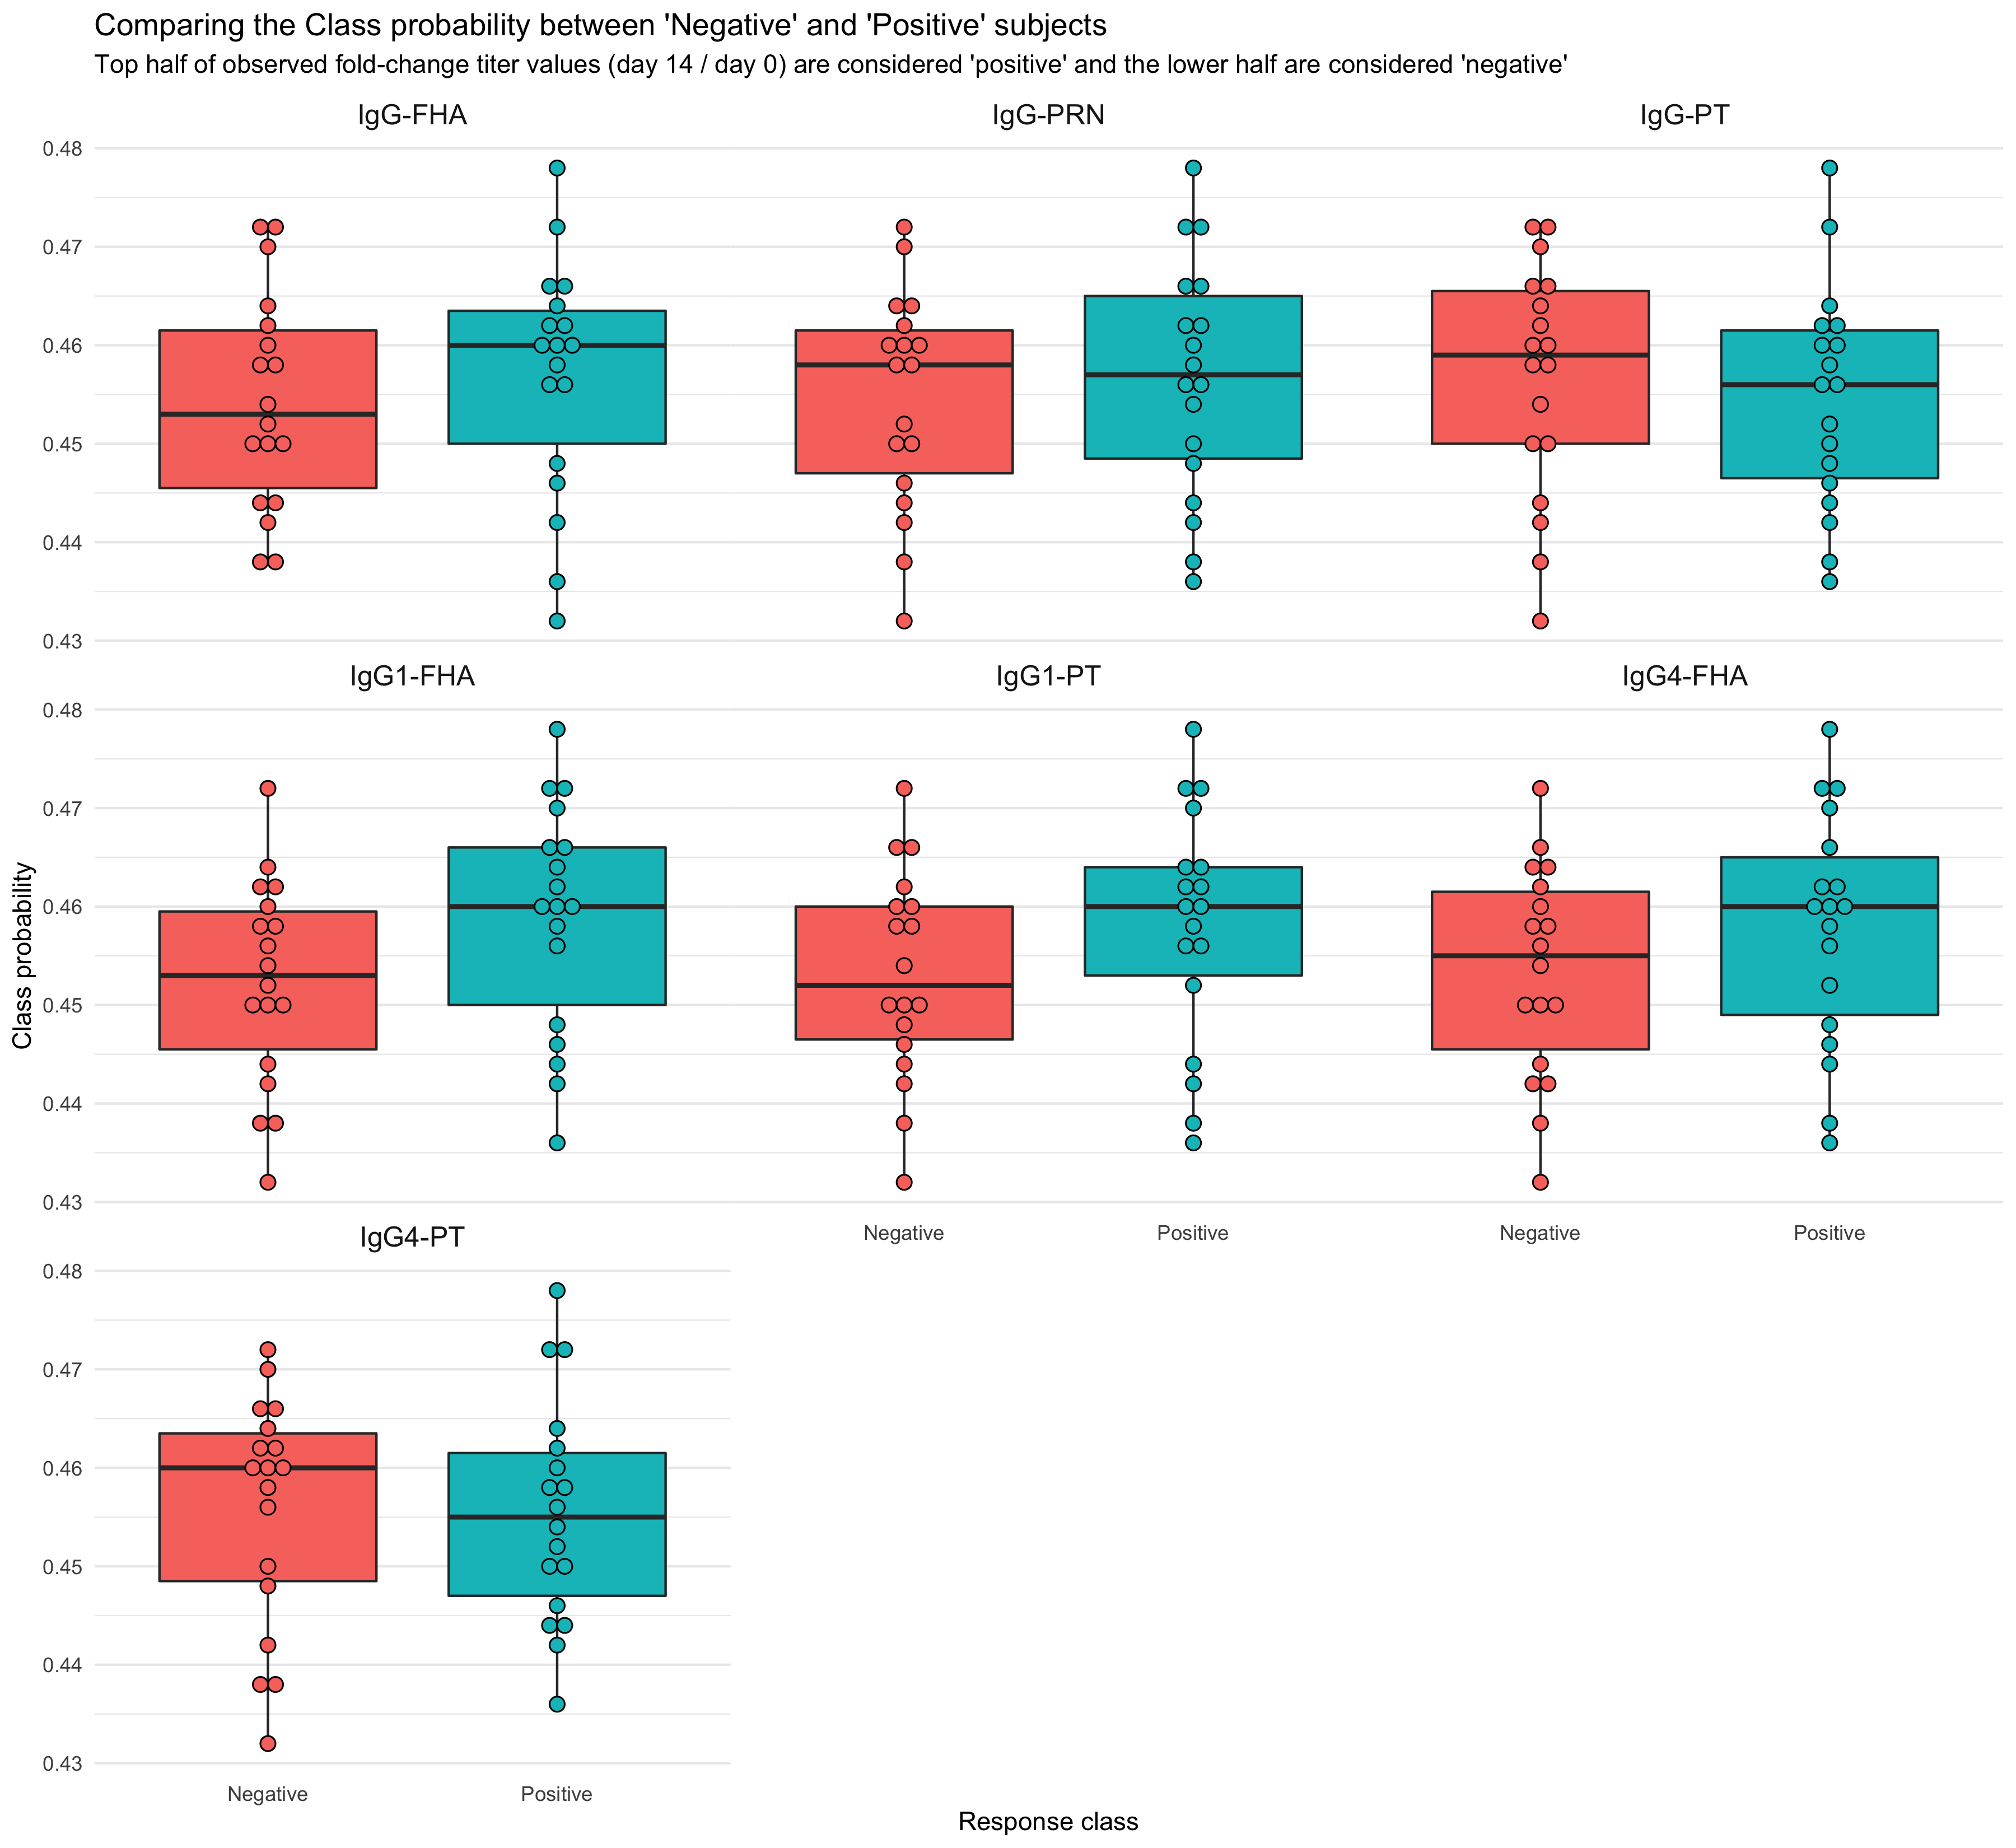 Comparing the Class probability between 'Negative' and 'Positive' subjects
Top half of observed fold-change titer values (day 14 / day 0) are considered 'positive' and the lower half are considered 'negative'
IgG-FHA IgG-PRN IgG-PT
0.48
0.47
0.46
0.45
0.44
0.43
IgG1-FHA IgG1-PT IgG4-FHA
0.48
0.47
0.46
0.45
0.44
0.43
Class probability
Negative Positive Negative Positive
IgG4-PT
0.48
0.47
0.46
0.45
0.44
0.43
Negative Positive
Response class